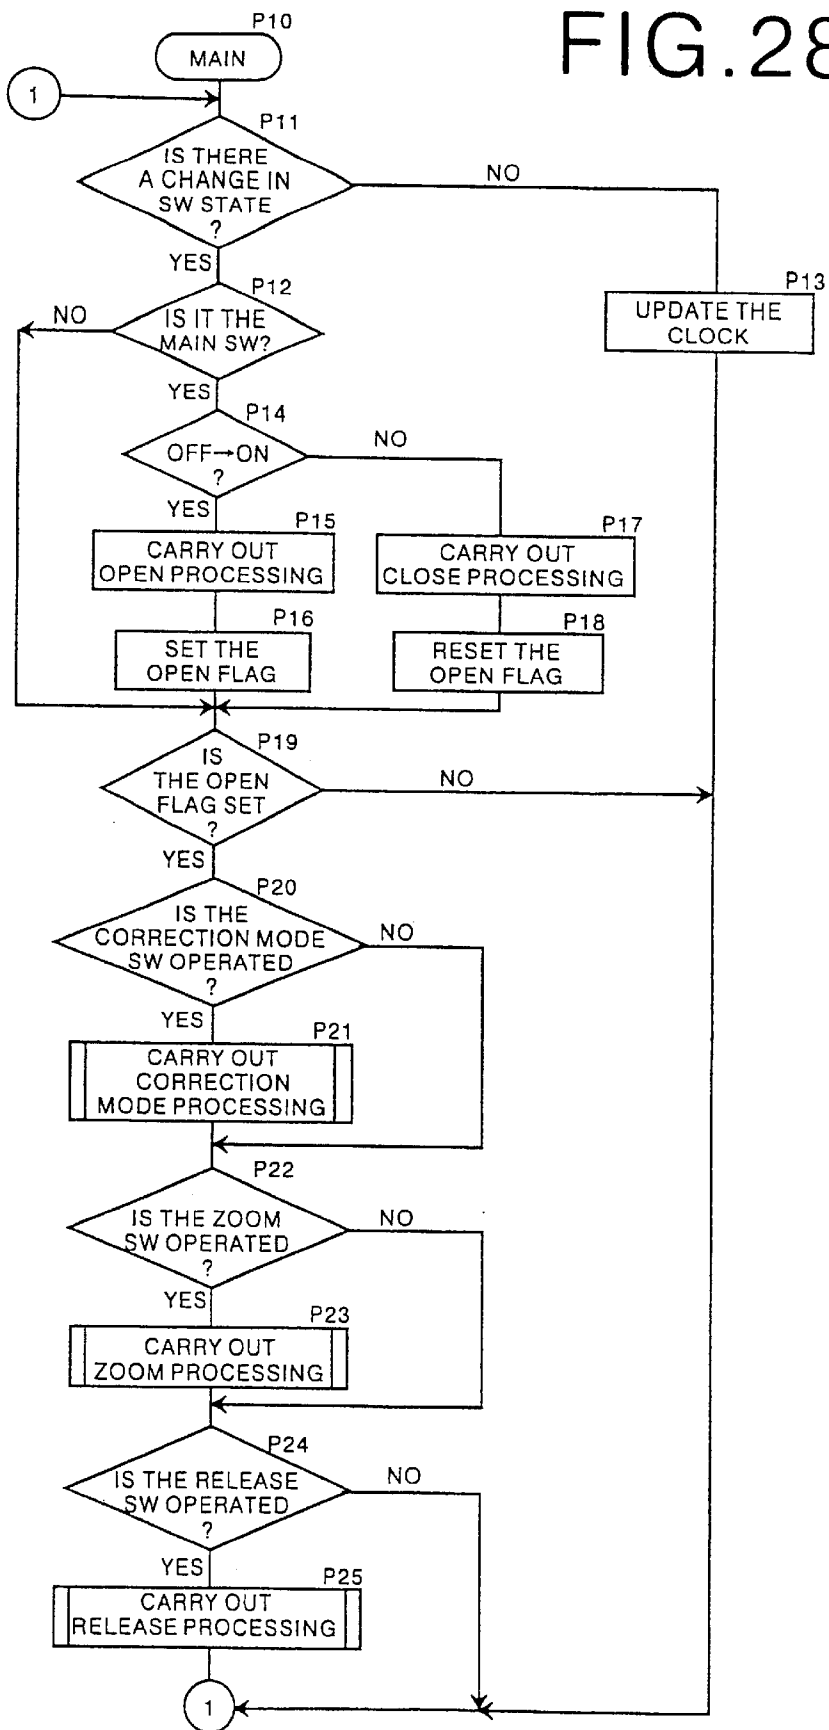 FIG.28
P10
MAIN
1
P11
IS THERE
A CHANGE IN
SW STATE
?
NO
YES
P12
P13
NO
IS IT THE
MAIN SW?
UPDATE THE
CLOCK
YES
P14
OFF→ON
?
NO
YES
P15
P17
CARRY OUT
OPEN PROCESSING
CARRY OUT
CLOSE PROCESSING
P16
P18
SET THE
OPEN FLAG
RESET THE
OPEN FLAG
P19
IS
THE OPEN
FLAG SET
?
NO
YES
P20
IS THE
CORRECTION MODE
SW OPERATED
?
NO
YES
P21
CARRY OUT
CORRECTION
MODE PROCESSING
P22
IS THE ZOOM
SW OPERATED
?
NO
YES
P23
CARRY OUT
ZOOM PROCESSING
P24
IS THE RELEASE
SW OPERATED
?
NO
YES
P25
CARRY OUT
RELEASE PROCESSING
1